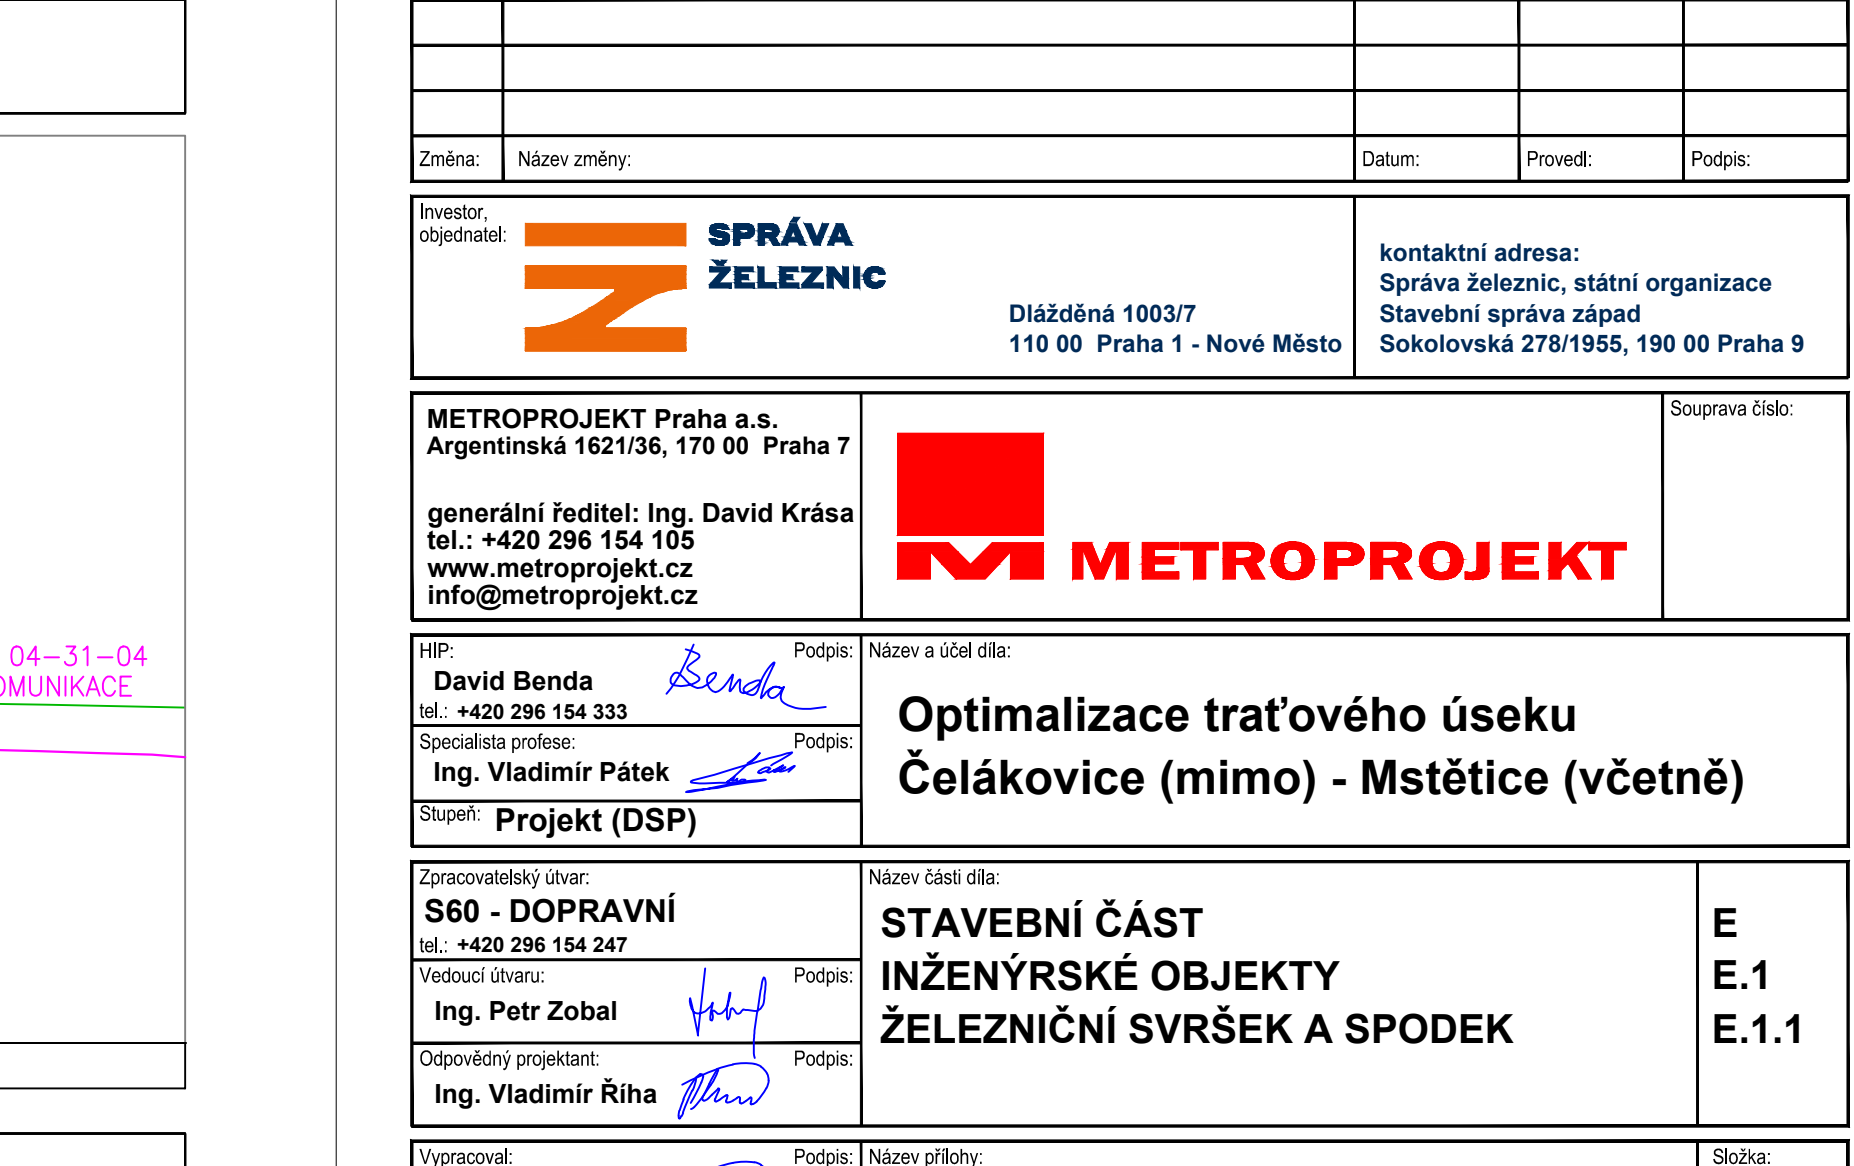 04-31-04
Změna:
Název změny:
Datum:
Provedl:
Podpis:
Investor,
objednatel:
SPRÁVA
ŽELEZNIC
Dlážděná 1003/7
110 00 Praha 1 - Nové Město
kontaktní adresa:
Správa železnic, státní organizace
Stavební správa západ
Sokolovská 278/1955, 190 00 Praha 9
METROPROJEKT Praha a.s.
Argentinská 1621/36, 170 00 Praha 7
generální ředitel: Ing. David Krása
tel.: +420 296 154 105
www.metroprojekt.cz
info@metroprojekt.cz
METROPROJEKT
Souprava číslo:
HIP:
Podpis:
David Benda
Benda
tel.: +420 296 154 333
Specialista profese:
Podpis:
Ing. Vladimír Pátek
Stupeň: Projekt (DSP)
Název a účel díla:
Optimalizace traťového úseku
Čelákovice (mimo) - Mstětice (včetně)
Zpracovatelský útvar:
S60 - DOPRAVNÍ
tel.: +420 296 154 247
Vedoucí útvaru:
Podpis:
Ing. Petr Zobal
Odpovědný projektant:
Podpis:
Ing. Vladimír Říha
Název části díla:
STAVEBNÍ ČÁST
E
INŽENÝRSKÉ OBJEKTY
E.1
ŽELEZNIČNÍ SVRŠEK A SPODEK
E.1.1
Vypracoval:
Podpis:
Název přílohy:
Složka: